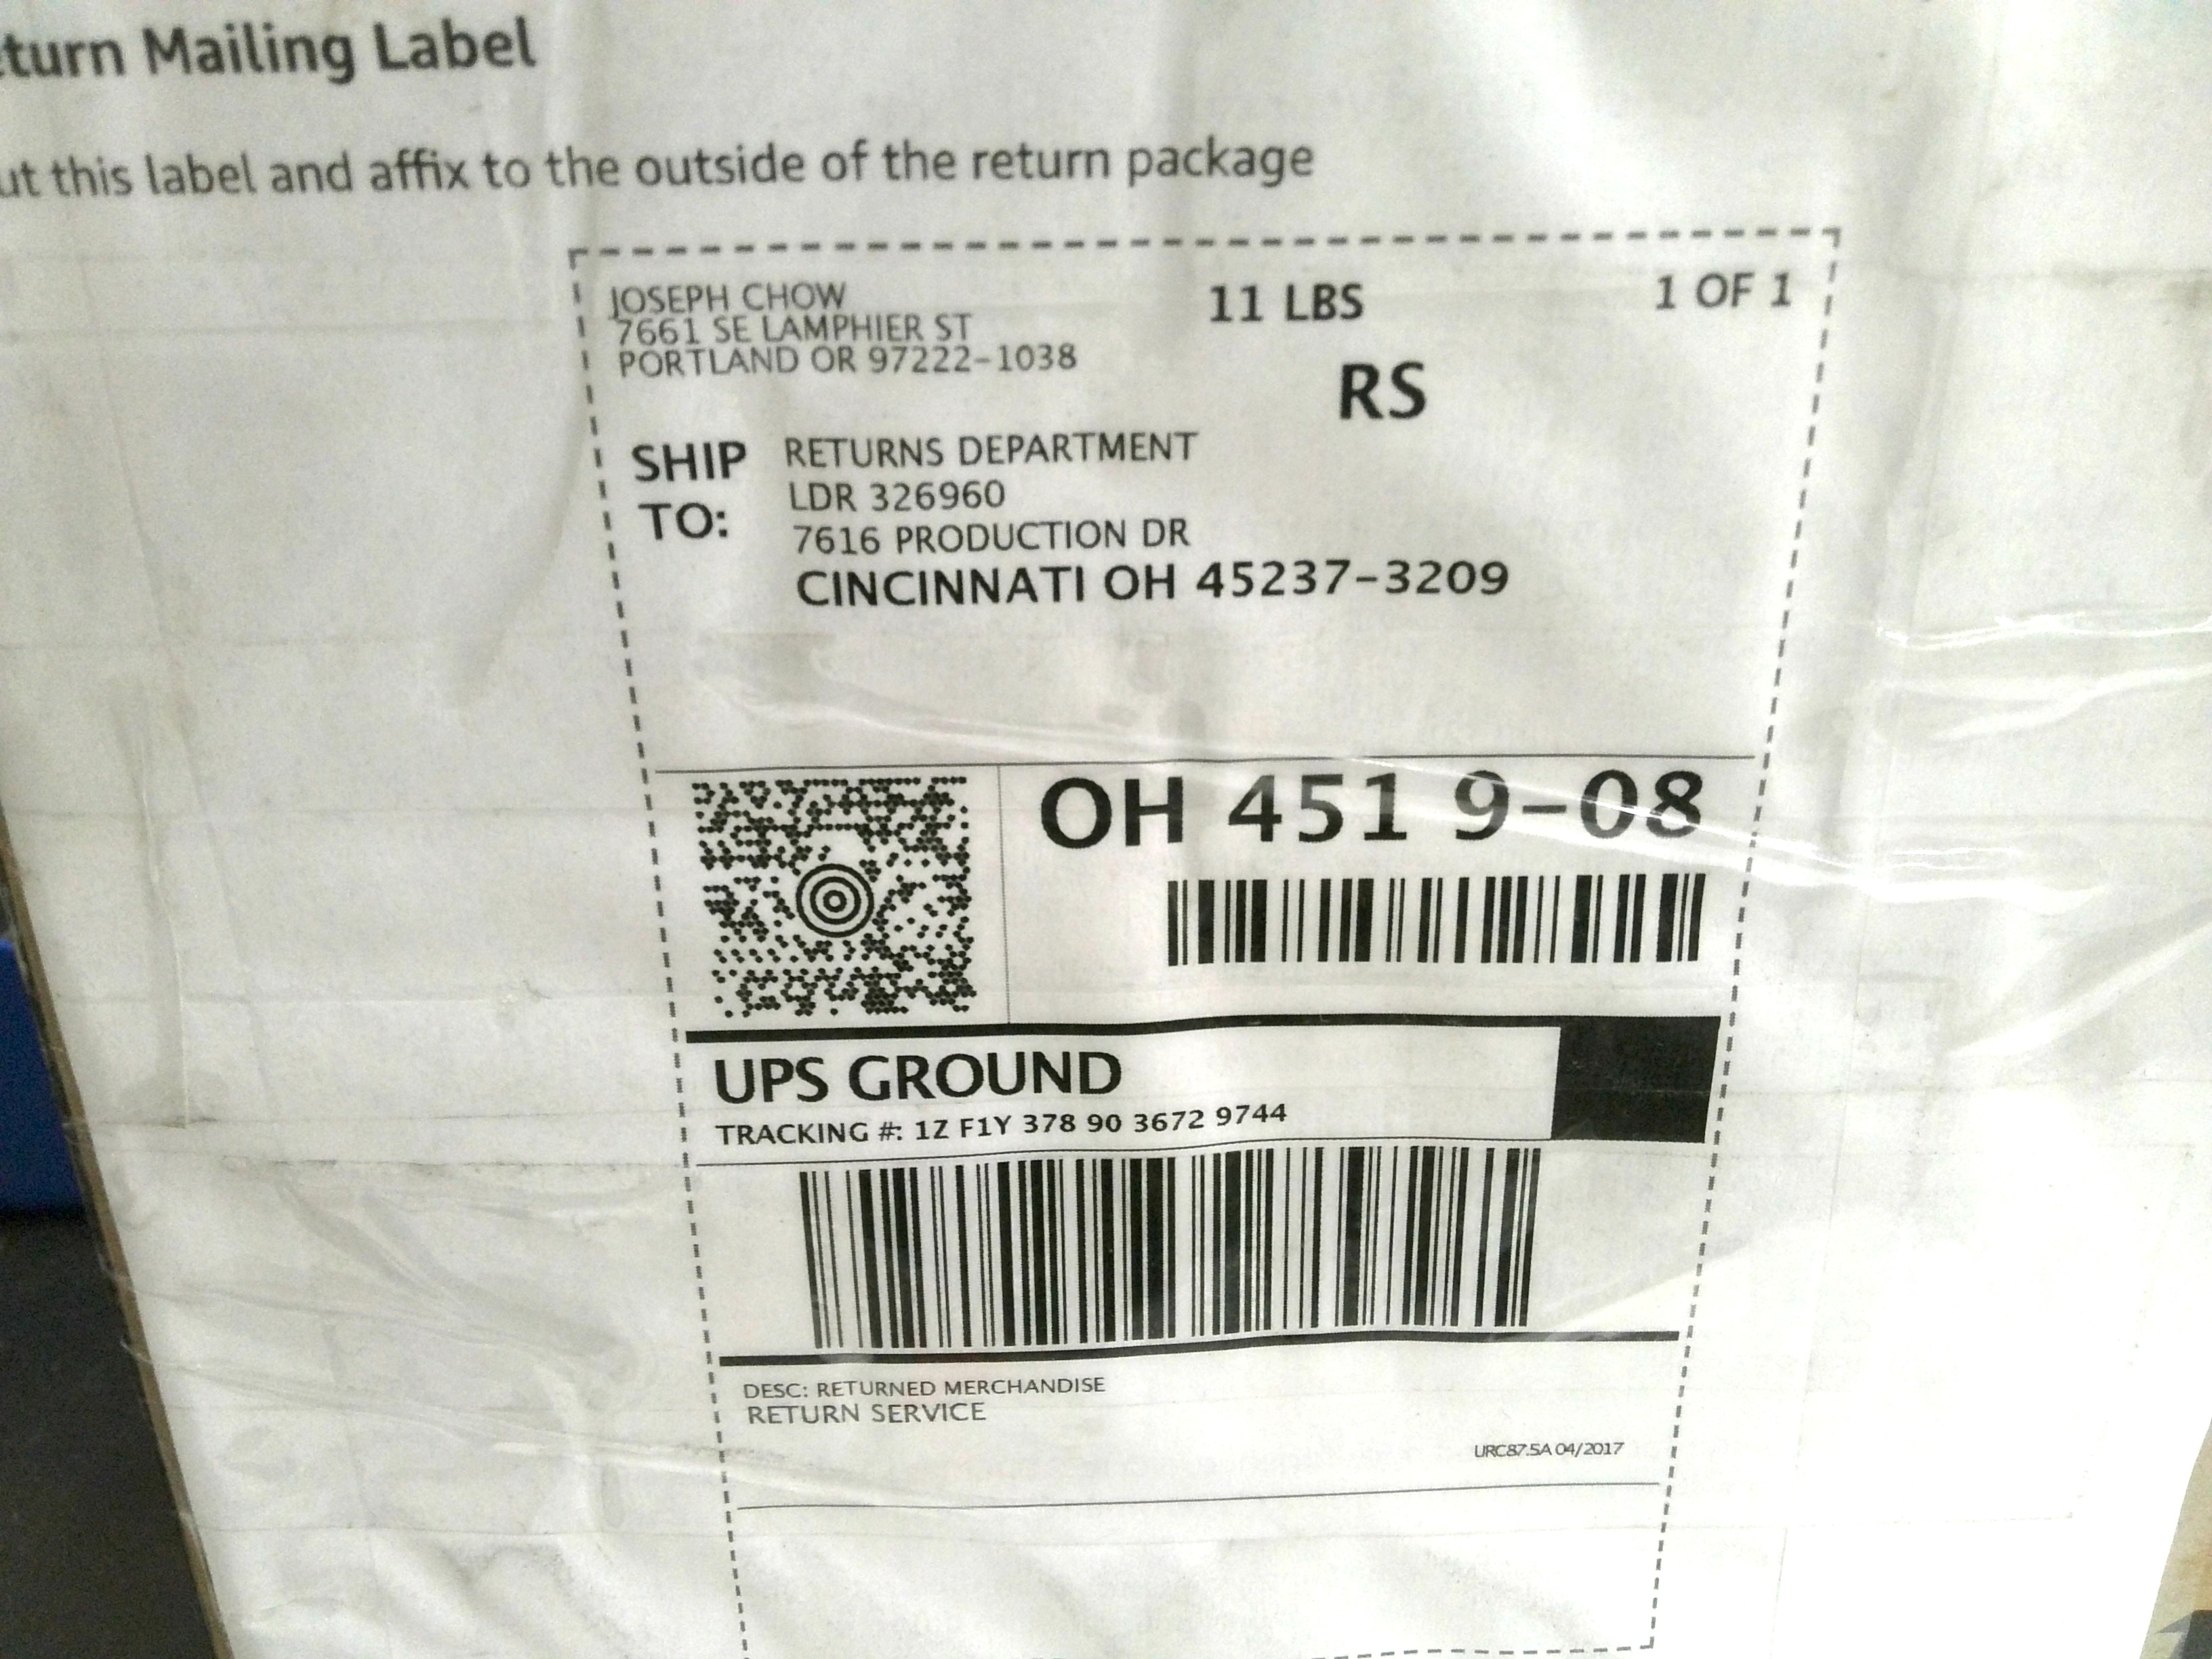 turn Mailing Label
ut this label and affix to the outside of the return package
JOSEPH CHOW
7661 SE LAMPHIER ST
PORTLAND OR 97222-1038
11 LBS
1 OF 1
RS
SHIP TO:
RETURNS DEPARTMENT
LDR 326960
7616 PRODUCTION DR
CINCINNATI OH 45237-3209
OH 451 9-08
UPS GROUND
TRACKING #: 1Z F1Y 378 90 3672 9744
DESC: RETURNED MERCHANDISE
RETURN SERVICE
URC87.5A 04/2017